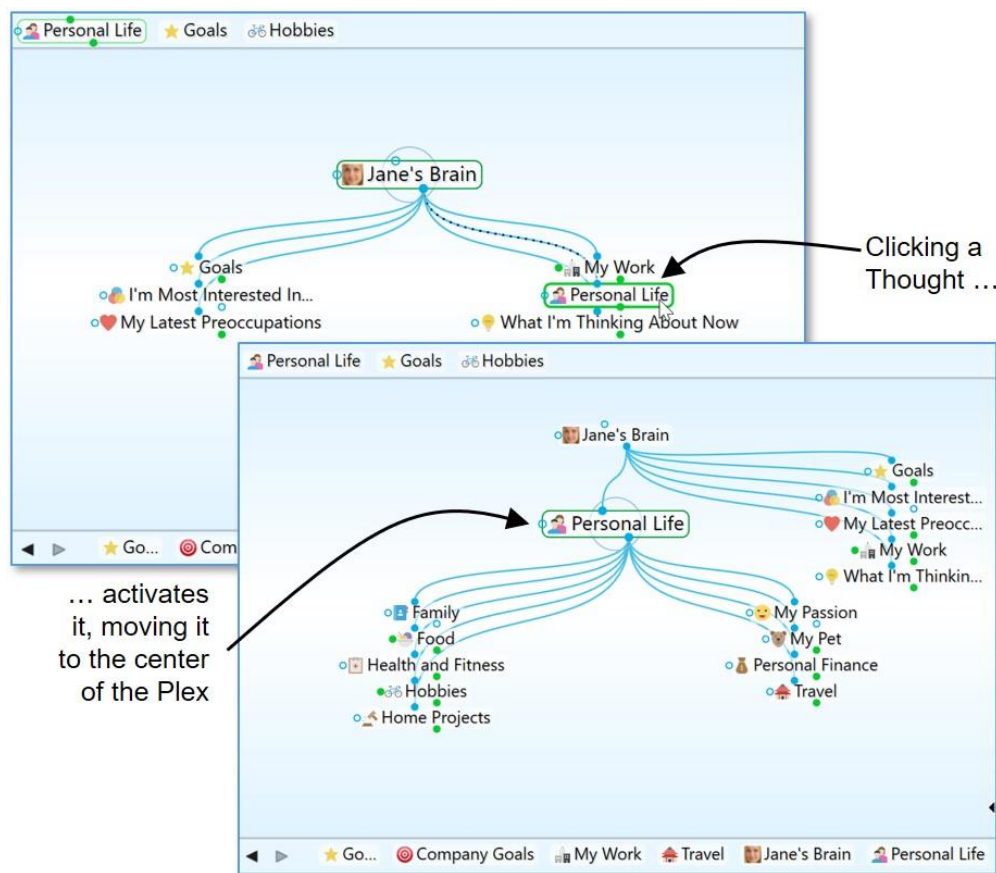 Personal Life Goals Hobbies
Jane's Brain
Goals
I'm Most Interested In...
My Latest Preoccupations
My Work
Personal Life
What I'm Thinking About Now
Clicking a
Thought ...
Go... Com
... activates
it, moving it
to the center
of the Plex
Personal Life Goals Hobbies
Jane's Brain
Goals
I'm Most Interest...
My Latest Preocc...
My Work
What I'm Thinkin...
Personal Life
Family
Food
Health and Fitness
Hobbies
Home Projects
My Passion
My Pet
Personal Finance
Travel
Go... Company Goals My Work Travel Jane's Brain Personal Life